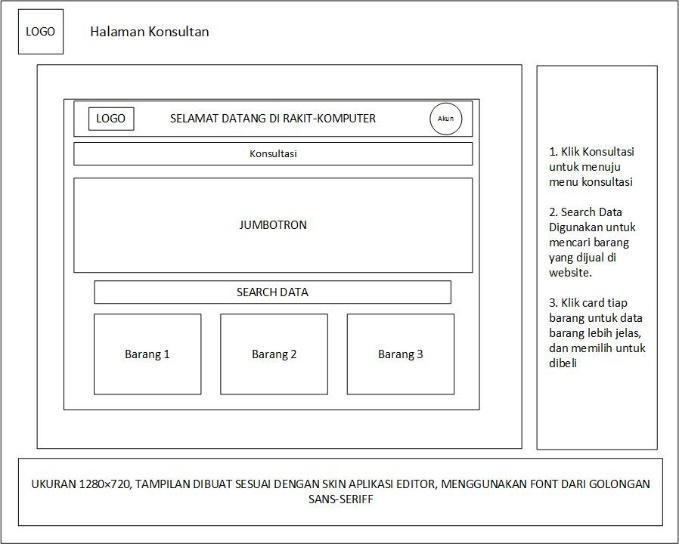 LOGO
Halaman Konsultan
LOGO
SELAMAT DATANG DI RAKIT-KOMPUTER
Akun
Konsultasi
JUMBOTRON
SEARCH DATA
Barang 1
Barang 2
Barang 3
1. Klik Konsultasi
untuk menuju
menu konsultasi
2. Search Data
Digunakan untuk
mencari barang
yang dijual di
website.
3. Klik card tiap
barang untuk data
barang lebih jelas,
dan memilih untuk
dibeli
UKURAN 1280×720, TAMPILAN DIBUAT SESUAI DENGAN SKIN APLIKASI EDITOR, MENGGUNAKAN FONT DARI GOLONGAN
SANS-SERIFF